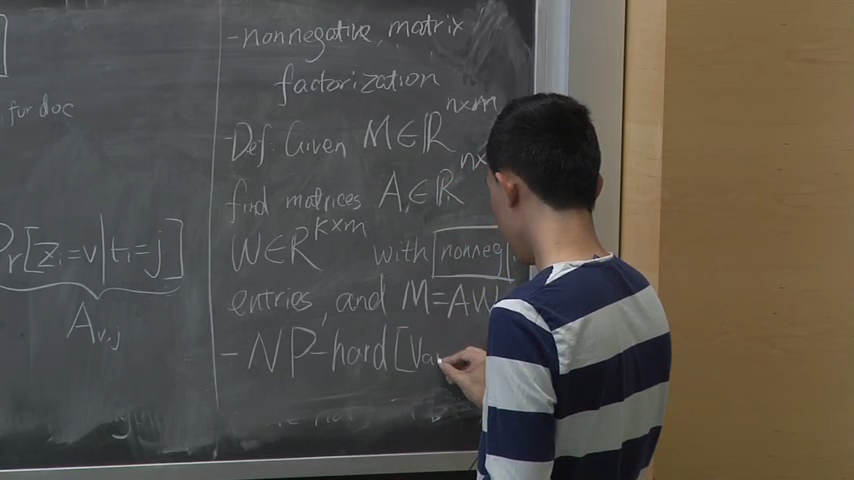 for doc
Pr[z_i=v|t_i=j]
A_{v,j}
- nonnegative matrix
factorization
- Def: Given M∈R^{n×m}
find matrices A,∈R^{n×
W∈R^{k×m} with nonneg
entries, and M=AW
- NP-hard [Va